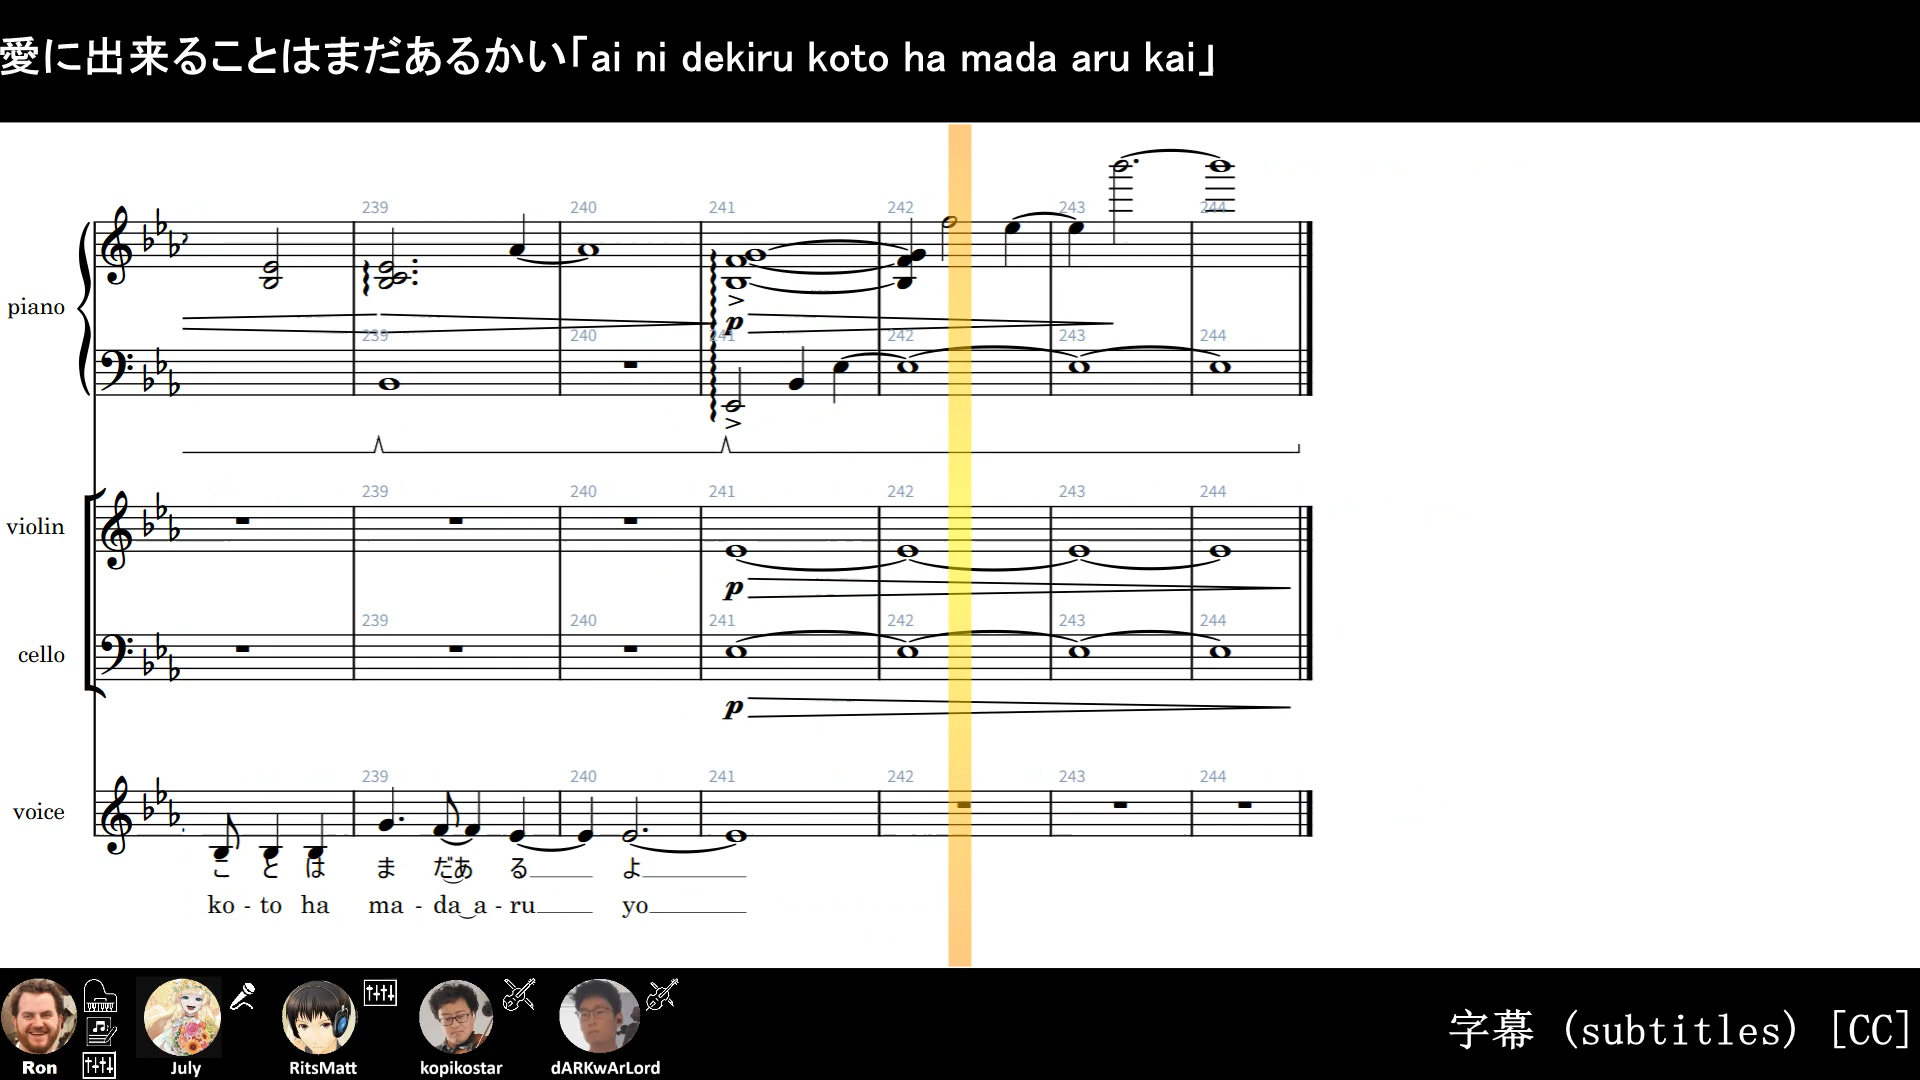 愛に出来ることはまだあるかい「ai ni dekiru koto ha mada aru kai」
239 240 241 242 243 244
piano
p
239 240 241 242 243 244
239 240 241 242 243 244
violin
p
239 240 241 242 243 244
cello
p
239 240 241 242 243 244
voice
こ と は ま だあ る よ
ko - to ha ma - da a - ru yo
Ron July RitsMatt kopikostar dARKwArLord
字幕 (subtitles) [CC]